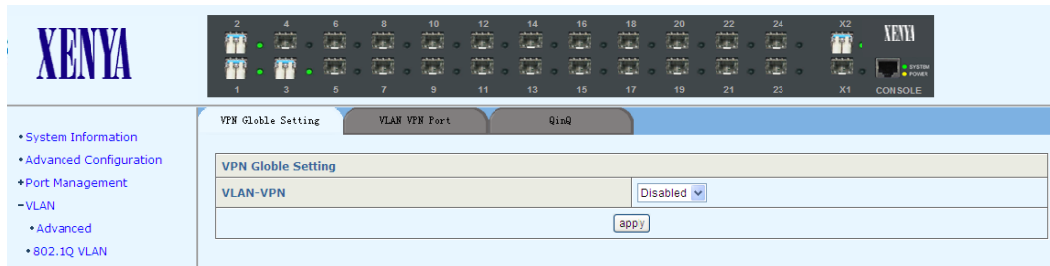 XENYA
2 4 6 8 10 12 14 16 18 20 22 24 X2
XENYA
SYSTEM
POWER
1 3 5 7 9 11 13 15 17 19 21 23 X1 CONSOLE
VPN Globle Setting VLAN VPN Port QinQ
System Information
Advanced Configuration
+Port Management
-VLAN
Advanced
802.1Q VLAN
VPN Globle Setting
VLAN-VPN Disabled
apply